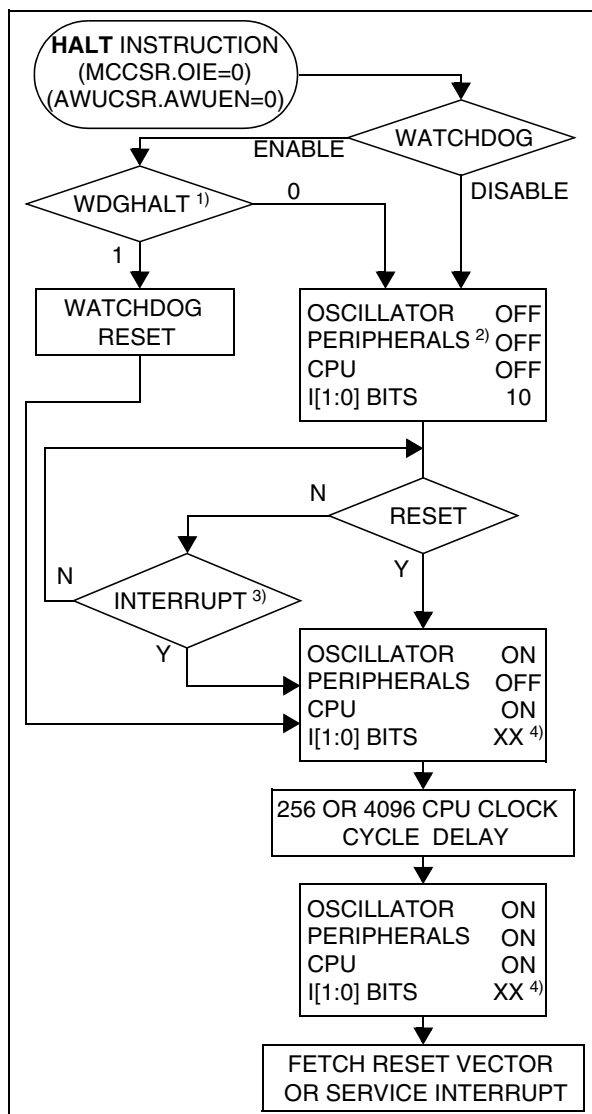 HALT INSTRUCTION
(MCCSR.OIE=0)
(AWUCSR.AWUEN=0)
WATCHDOG
ENABLE
DISABLE
WDGHALT 1)
0
1
WATCHDOG
RESET
OSCILLATOR OFF
PERIPHERALS 2) OFF
CPU OFF
I[1:0] BITS 10
RESET
N
Y
INTERRUPT 3)
N
Y
OSCILLATOR ON
PERIPHERALS OFF
CPU ON
I[1:0] BITS XX 4)
256 OR 4096 CPU CLOCK
CYCLE DELAY
OSCILLATOR ON
PERIPHERALS ON
CPU ON
I[1:0] BITS XX 4)
FETCH RESET VECTOR
OR SERVICE INTERRUPT